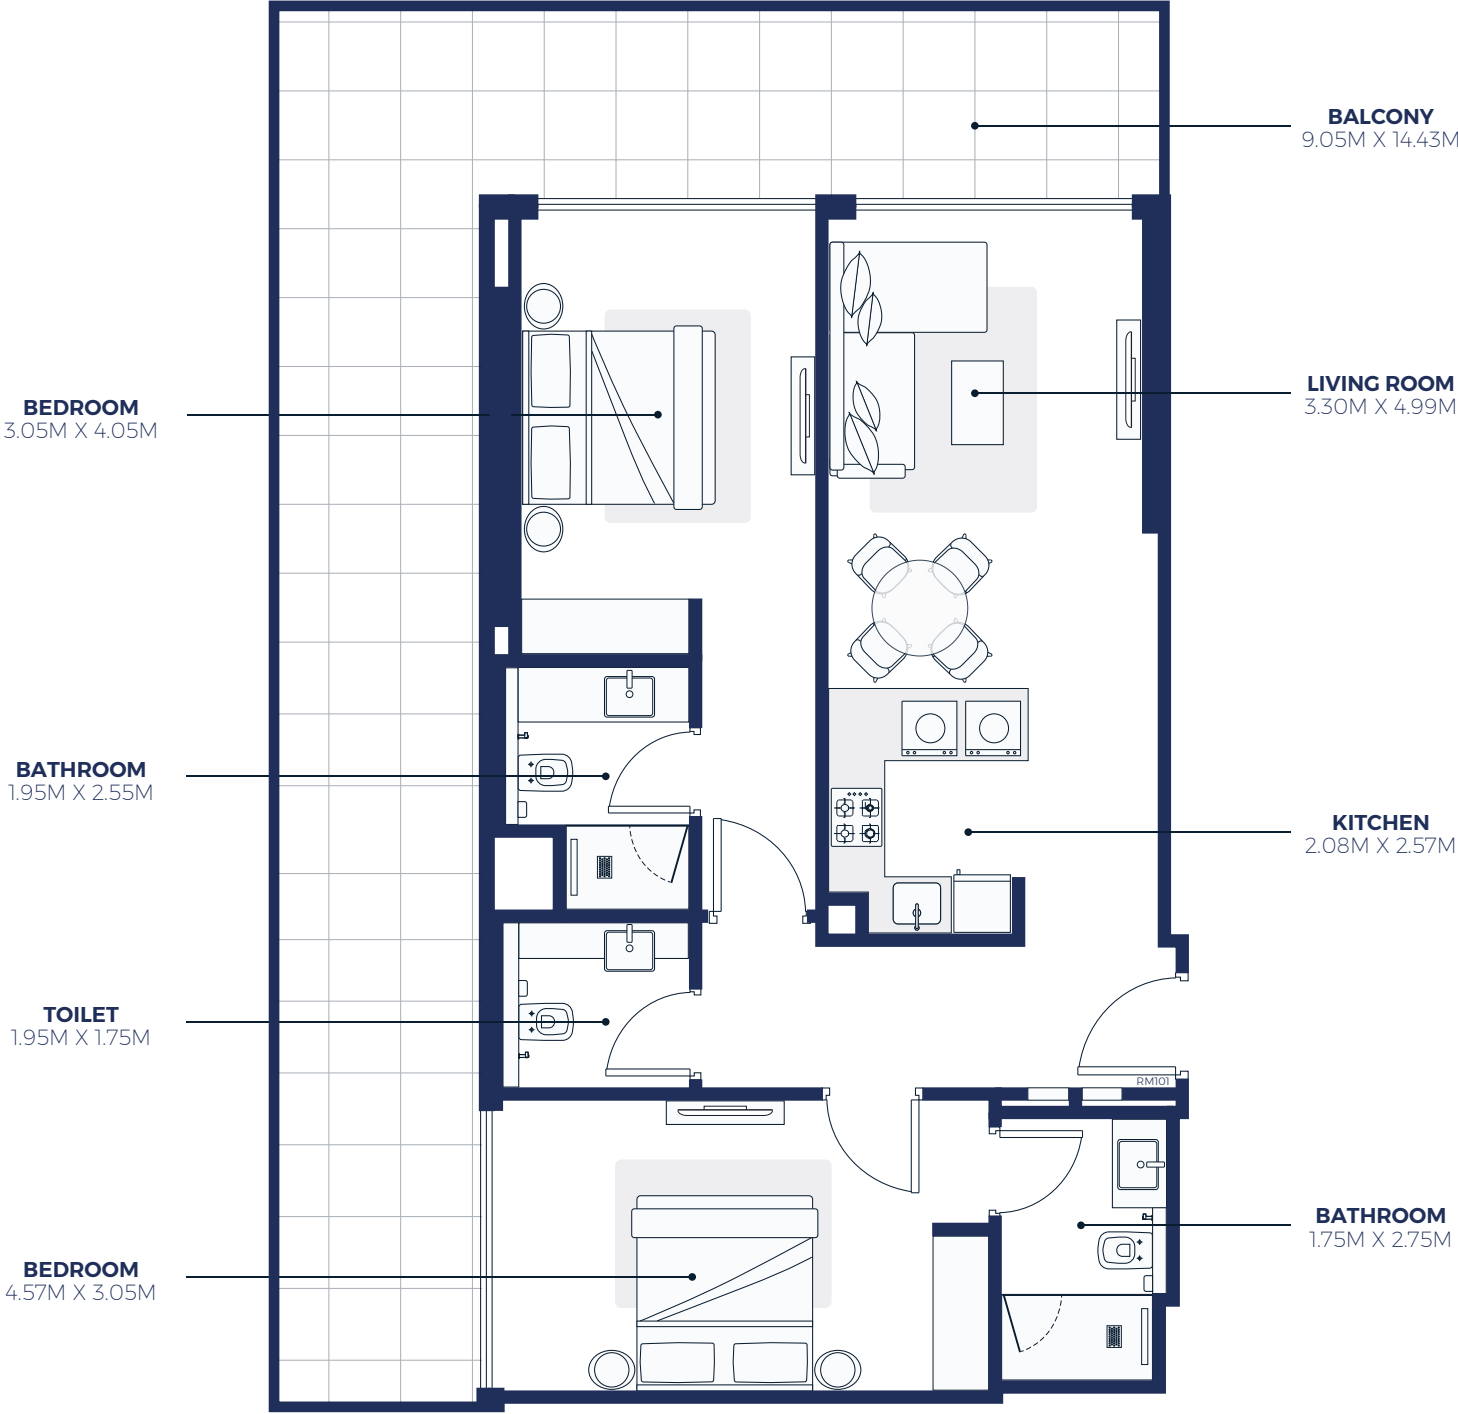 BALCONY
9.05M X 14.43M
LIVING ROOM
3.30M X 4.99M
BEDROOM
3.05M X 4.05M
BATHROOM
1.95M X 2.55M
KITCHEN
2.08M X 2.57M
TOILET
1.95M X 1.75M
RM101
BATHROOM
1.75M X 2.75M
BEDROOM
4.57M X 3.05M